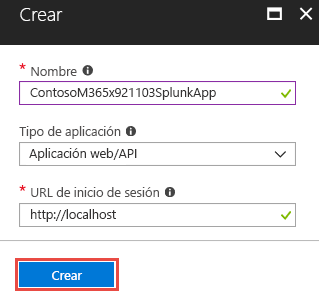 Crear
* Nombre
ContosoM365x921103SplunkApp
Tipo de aplicación
Aplicación web/API
* URL de inicio de sesión
http://localhost
Crear